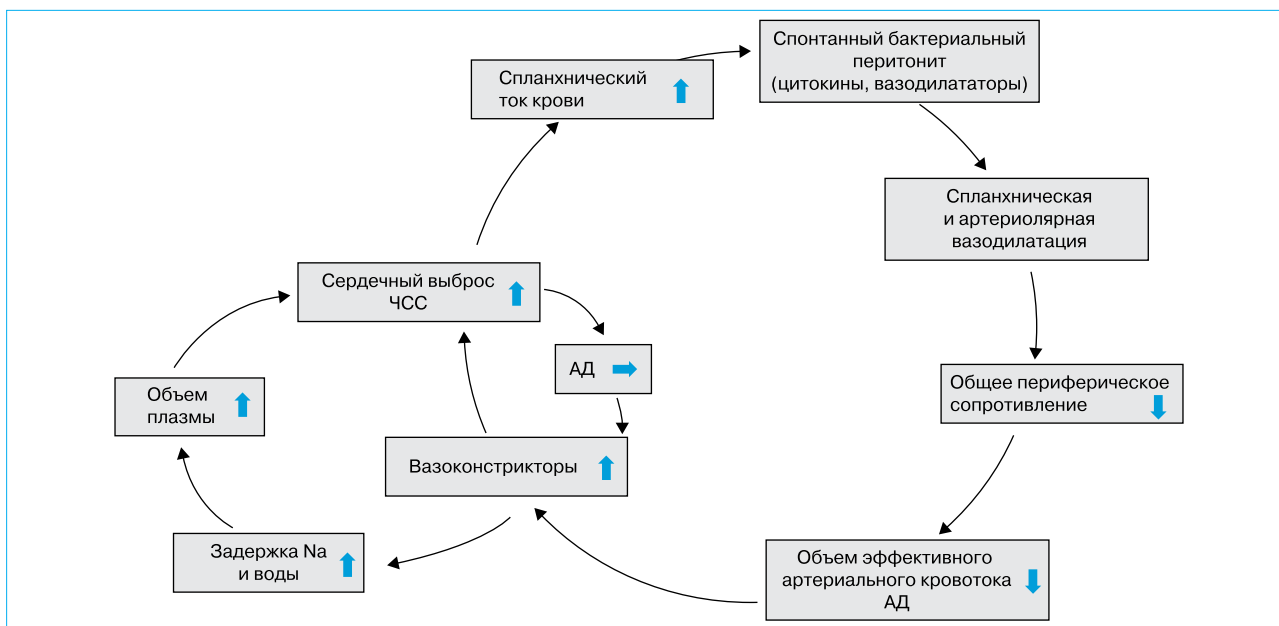 Спонтанный бактериальный
перитонит
(цитокины, вазодилататоры)
Спланхнический
ток крови
Спланхническая
и артериолярная
вазодилатация
Сердечный выброс
ЧСС
АД
Общее периферическое
сопротивление
Объем
плазмы
Вазоконстрикторы
Задержка Na
и воды
Объем эффективного
артериального кровотока
АД